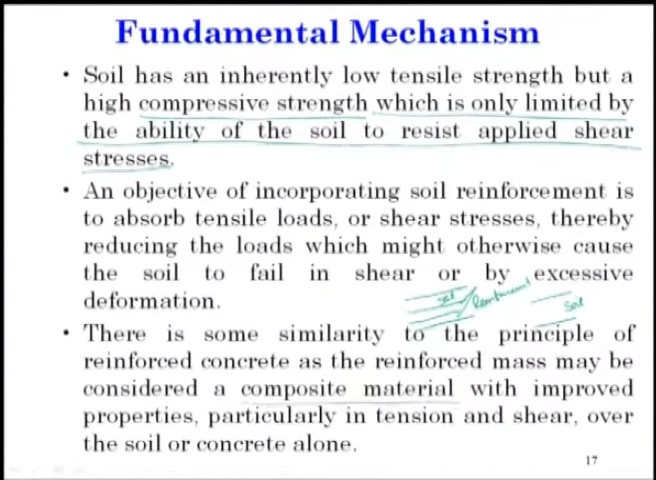 Fundamental Mechanism
• Soil has an inherently low tensile strength but a
high compressive strength which is only limited by
the ability of the soil to resist applied shear
stresses.
• An objective of incorporating soil reinforcement is
to absorb tensile loads, or shear stresses, thereby
reducing the loads which might otherwise cause
the soil to fail in shear or by excessive
deformation.
Soil Reinforcement Soil
• There is some similarity to the principle of
reinforced concrete as the reinforced mass may be
considered a composite material with improved
properties, particularly in tension and shear, over
the soil or concrete alone.
17